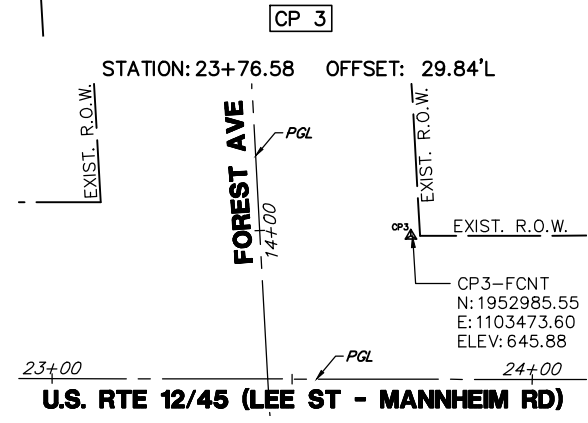 CP 3
STATION: 23+76.58 OFFSET: 29.84'L
EXIST. R.O.W.
FOREST AVE
PGL
14+00
EXIST. R.O.W.
CP3
EXIST. R.O.W.
CP3-FCNT
N: 1952985.55
E: 1103473.60
ELEV: 645.88
23+00
PGL
24+00
U.S. RTE 12/45 (LEE ST - MANNHEIM RD)